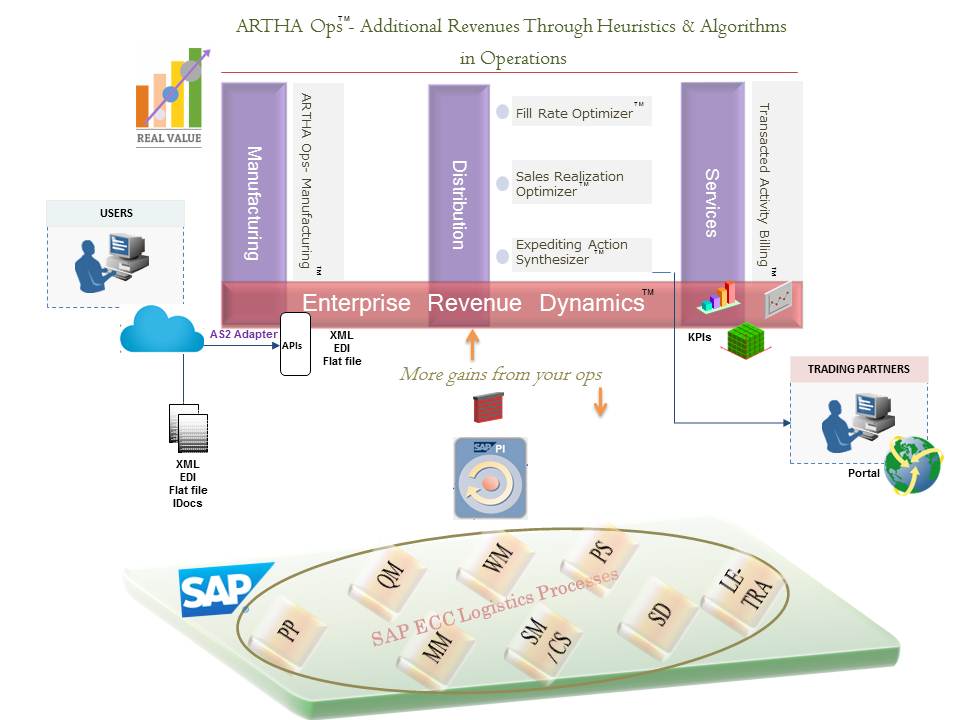 ARTHA Ops™- Additional Revenues Through Heuristics & Algorithms
in Operations
REAL VALUE
Manufacturing
ARTHA Ops- Manufacturing™
Distribution
Fill Rate Optimizer™
Sales Realization
Optimizer™
Expediting Action
Synthesizer™
Services
Transacted Activity Billing™
USERS
Enterprise Revenue Dynamics™
AS2 Adapter
APIs
XML
EDI
Flat file
KPIs
More gains from your ops
TRADING PARTNERS
Portal
XML
EDI
Flat file
IDocs
SAP PI
SAP
SAP ECC Logistics Processes
PP
QM
WM
PS
MM
SM
/CS
SD
LE-
TRA